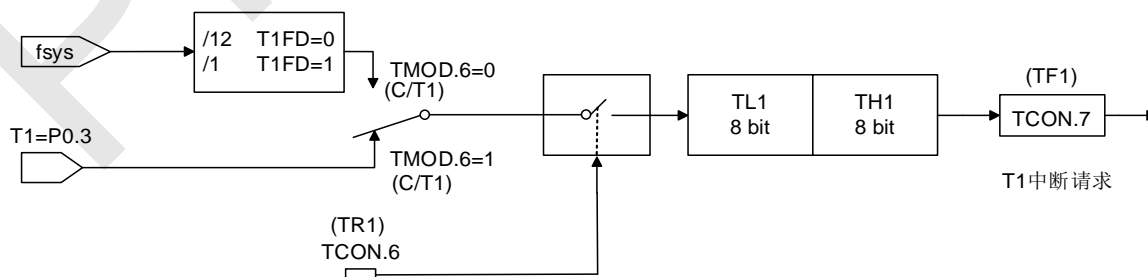 fsys
/12 T1FD=0
/1 T1FD=1
TMOD.6=0
(C/T1)
T1=P0.3
TMOD.6=1
(C/T1)
(TR1)
TCON.6
TL1
8 bit
TH1
8 bit
(TF1)
TCON.7
T1中断请求